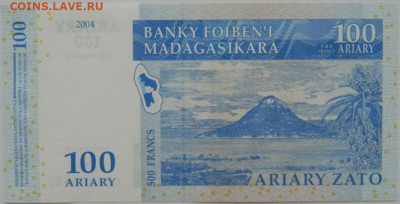 COINS.LAVE.RU
100
2004
BANKY FOIBEN'I
MADAGASIKARA
100
ARIARY
500 FRANCS
100
ARIARY
ARIARY ZATO